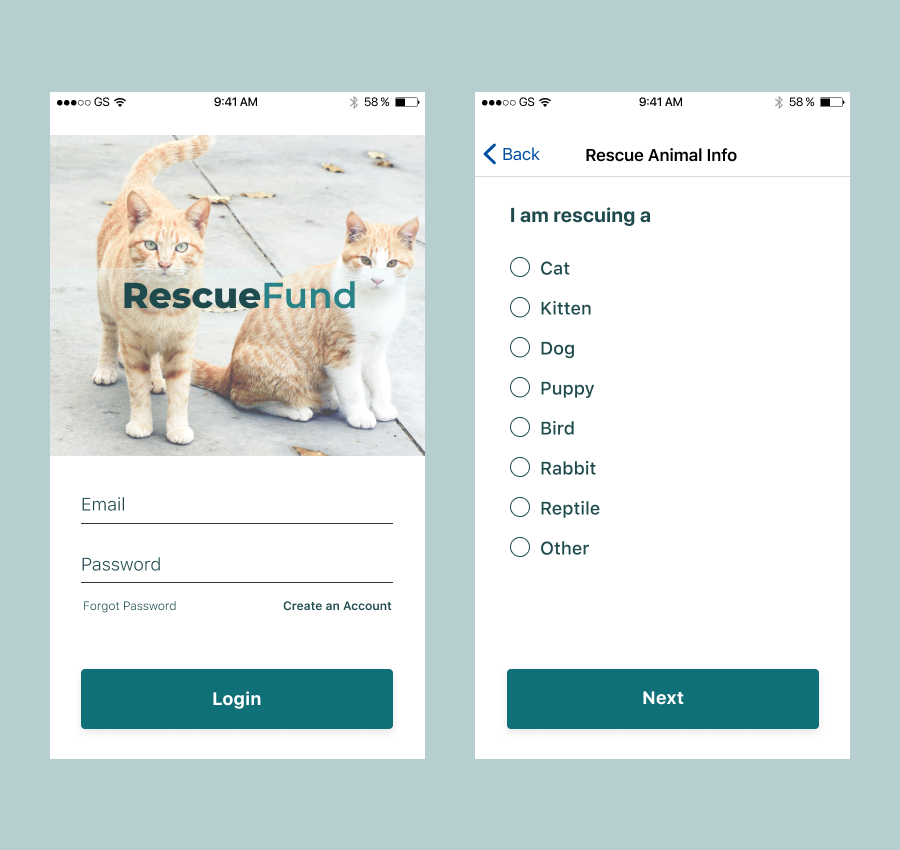 GS 9:41 AM 58 %
RescueFund
Email
Password
Forgot Password Create an Account
Login
GS 9:41 AM 58 %
Back Rescue Animal Info
I am rescuing a
Cat
Kitten
Dog
Puppy
Bird
Rabbit
Reptile
Other
Next